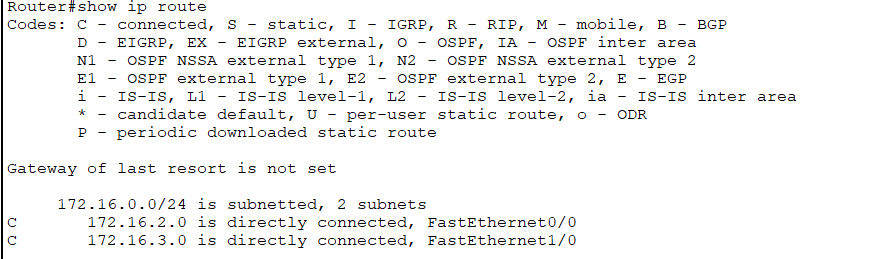 Router#show ip route
Codes: C - connected, S - static, I - IGRP, R - RIP, M - mobile, B - BGP
       D - EIGRP, EX - EIGRP external, O - OSPF, IA - OSPF inter area
       N1 - OSPF NSSA external type 1, N2 - OSPF NSSA external type 2
       E1 - OSPF external type 1, E2 - OSPF external type 2, E - EGP
       i - IS-IS, L1 - IS-IS level-1, L2 - IS-IS level-2, ia - IS-IS inter area
       * - candidate default, U - per-user static route, o - ODR
       P - periodic downloaded static route

Gateway of last resort is not set

     172.16.0.0/24 is subnetted, 2 subnets
C       172.16.2.0 is directly connected, FastEthernet0/0
C       172.16.3.0 is directly connected, FastEthernet1/0